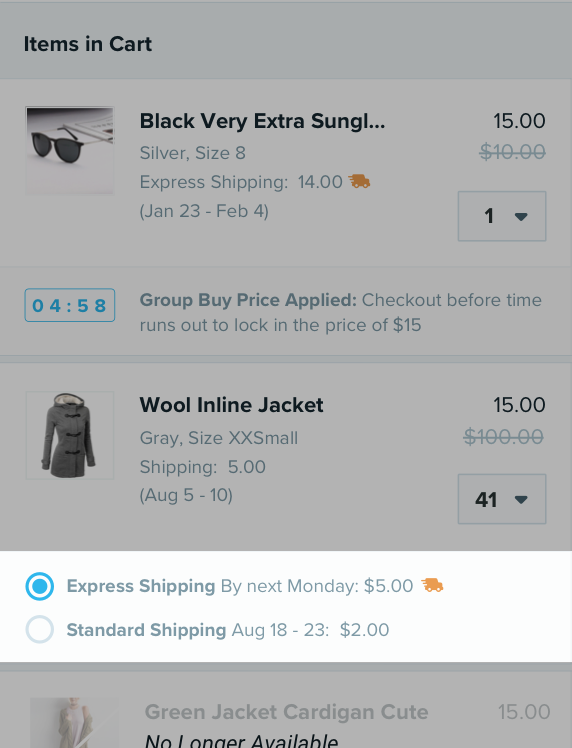 Items in Cart
Black Very Extra Sungl...
15.00
Silver, Size 8
$10.00
Express Shipping: 14.00
(Jan 23 - Feb 4)
1
04:58
Group Buy Price Applied: Checkout before time
runs out to lock in the price of $15
Wool Inline Jacket
15.00
Gray, Size XXSmall
$100.00
Shipping: 5.00
(Aug 5 - 10)
41
Express Shipping By next Monday: $5.00
Standard Shipping Aug 18 - 23: $2.00
Green Jacket Cardigan Cute
15.00
No Longer Available